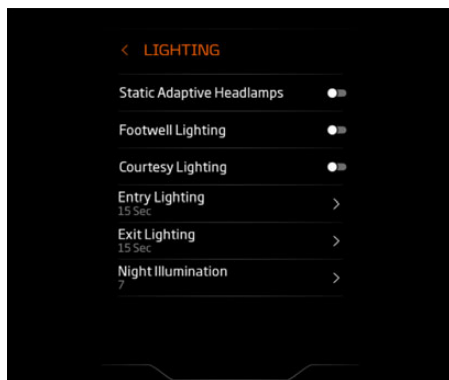 LIGHTING
Static Adaptive Headlamps
Footwell Lighting
Courtesy Lighting
Entry Lighting
15 Sec
Exit Lighting
15 Sec
Night Illumination
7